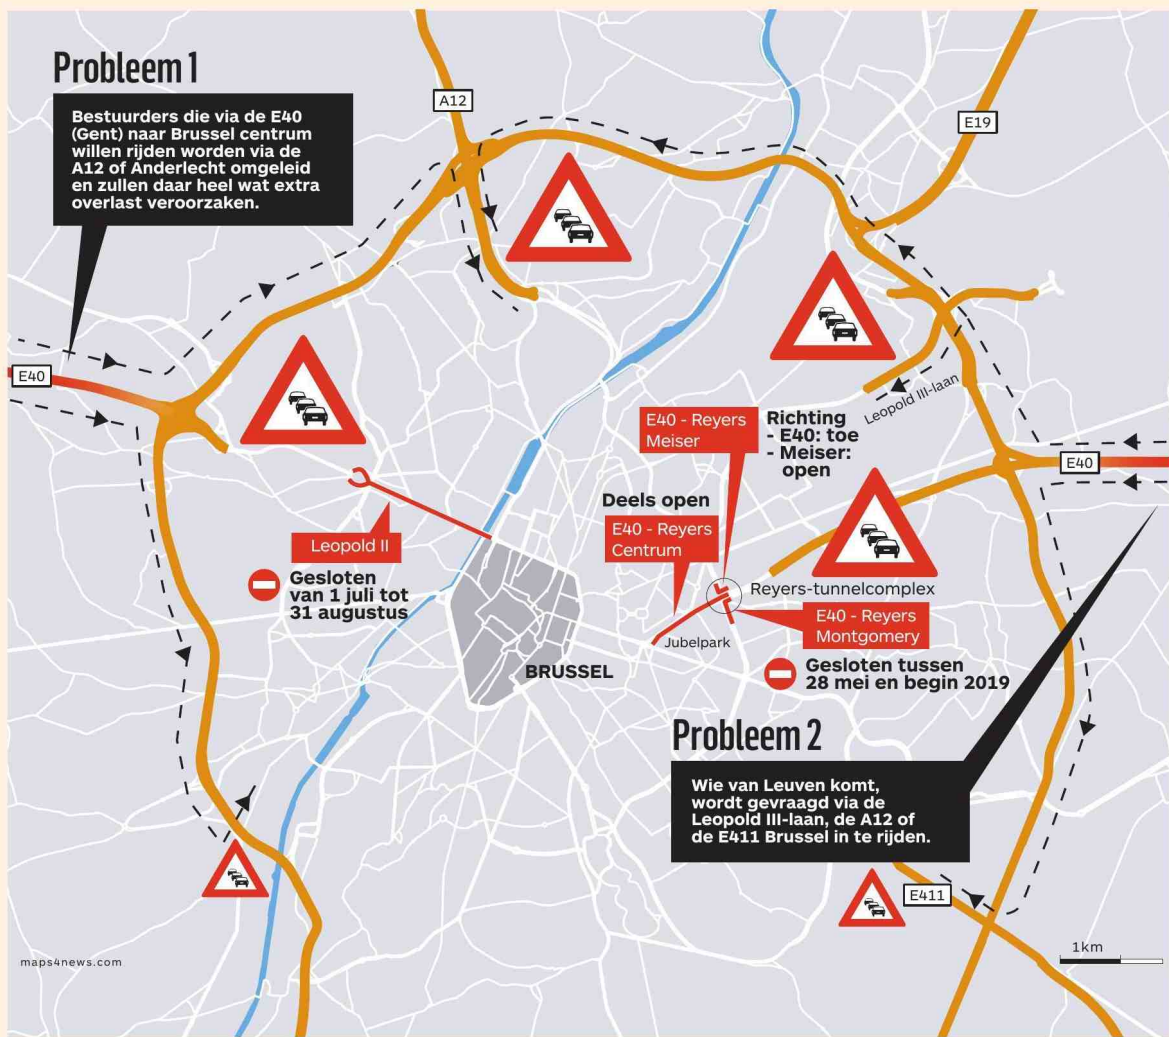 Probleem 1
Bestuurders die via de E40
(Gent) naar Brussel centrum
willen rijden worden via de
A12 of Anderlecht omgeleid
en zullen daar heel wat extra
overlast veroorzaken.
A12
E19
E40
Leopold III-laan
E40 - Reyers
Meiser
Richting
- E40: toe
- Meiser:
open
E40
Deels open
E40 - Reyers
Centrum
Leopold II
Gesloten
van 1 juli tot
31 augustus
Reyers-tunnelcomplex
E40 - Reyers
Montgomery
Jubelpark
BRUSSEL
Gesloten tussen
28 mei en begin 2019
Probleem 2
Wie van Leuven komt,
wordt gevraagd via de
Leopold III-laan, de A12 of
de E411 Brussel in te rijden.
E411
1km
maps4news.com